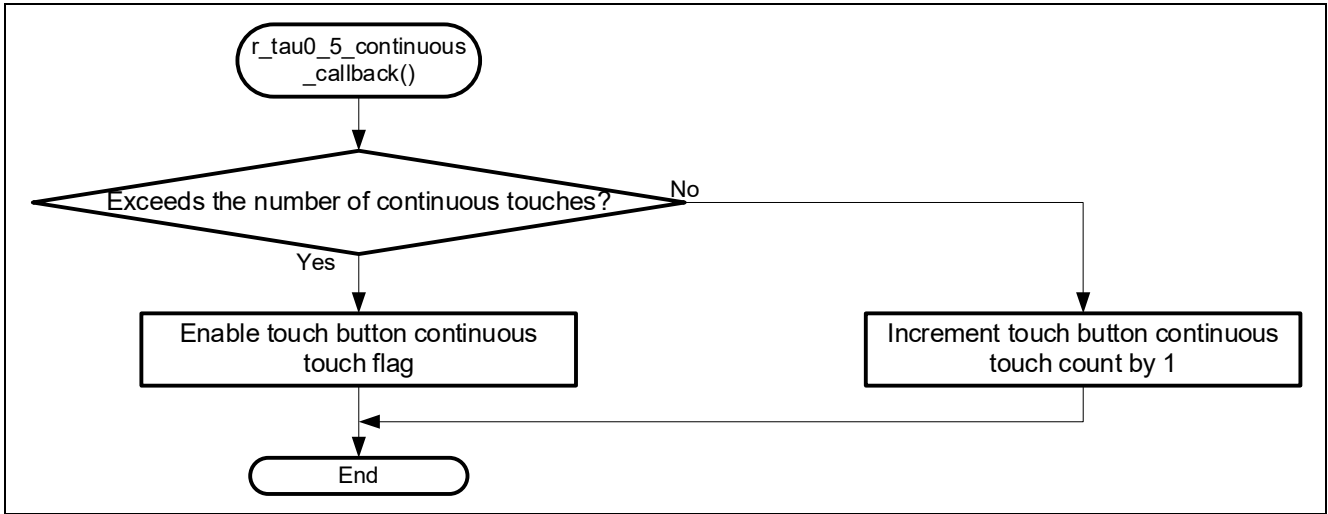 r_tau0_5_continuous
_callback()
Exceeds the number of continuous touches?
No
Yes
Enable touch button continuous
touch flag
Increment touch button continuous
touch count by 1
End